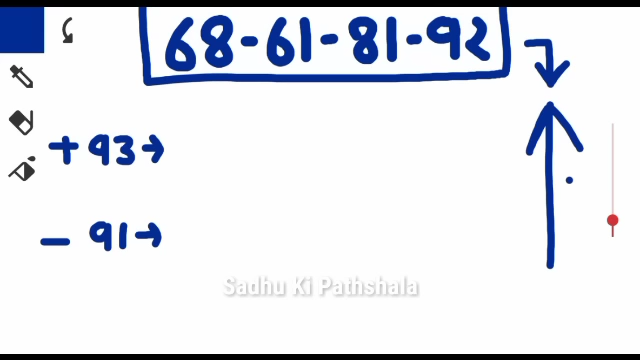 68-61-81-92
+ 93 →
- 91 →
Sadhu Ki Pathshala